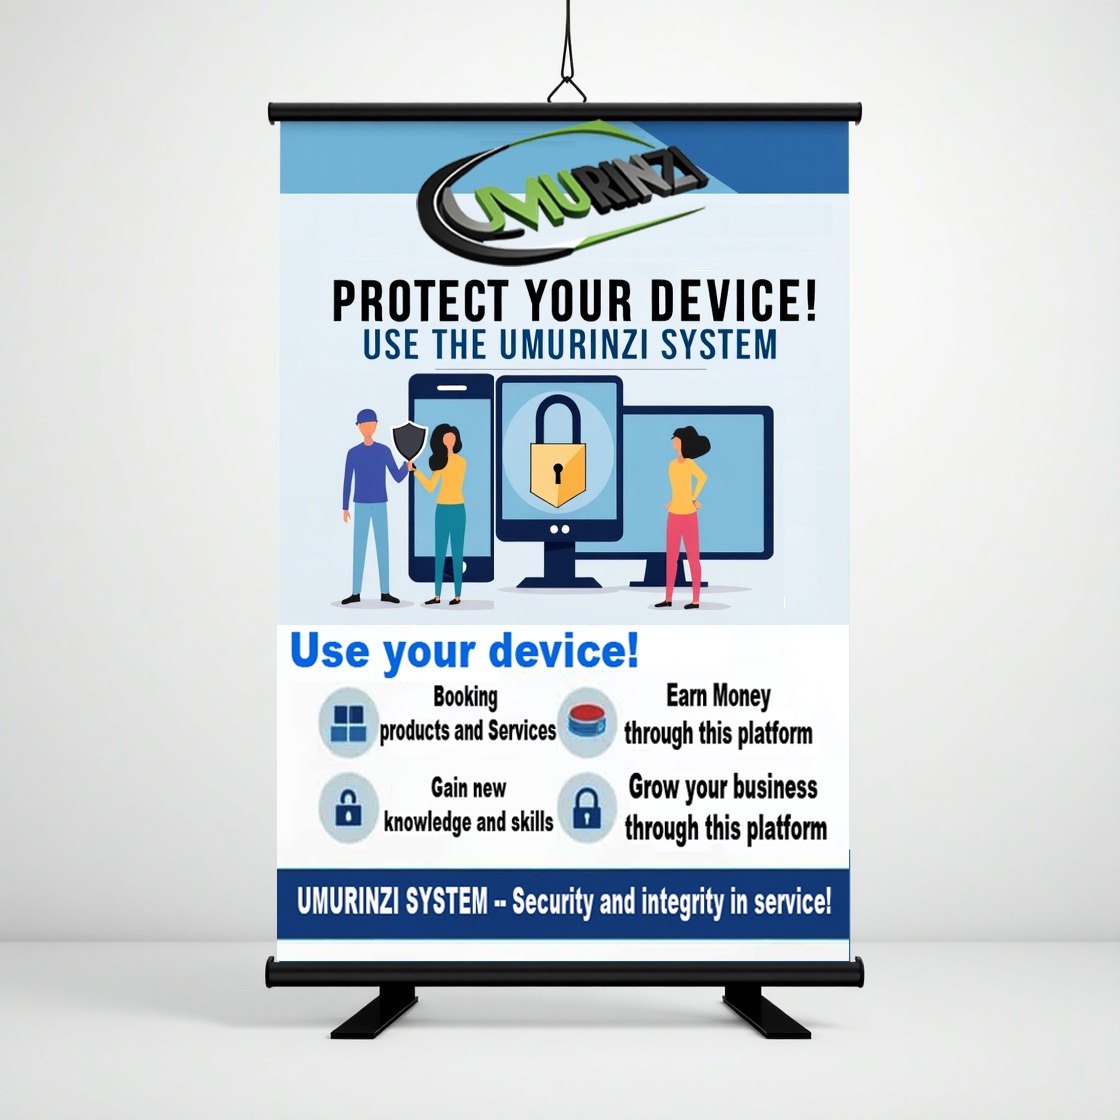 UMURINZI
PROTECT YOUR DEVICE!
USE THE UMURINZI SYSTEM
Use your device!
Booking
products and Services
Earn Money
through this platform
Gain new
knowledge and skills
Grow your business
through this platform
UMURINZI SYSTEM -- Security and integrity in service!